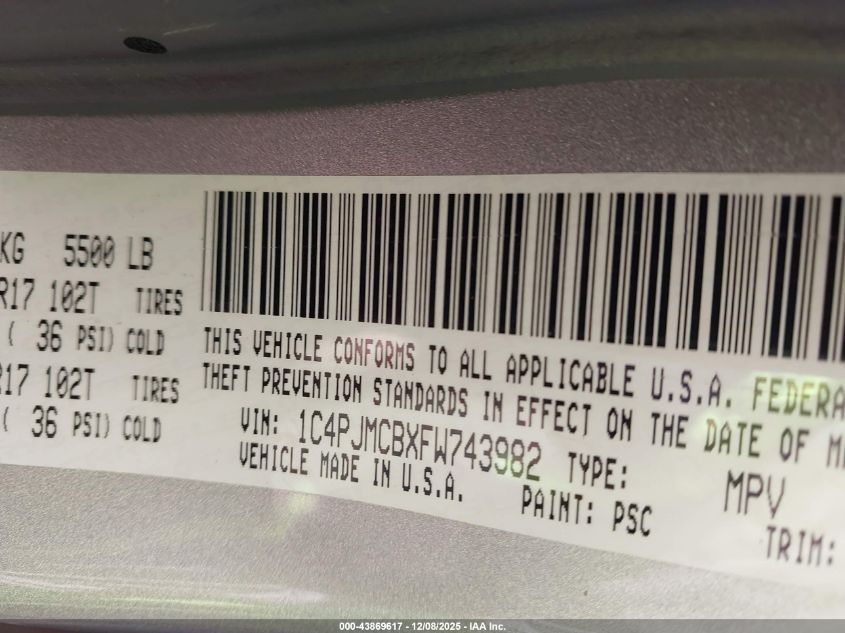 KG 5500 LB
R17 102T TIRES
( 36 PSI) COLD
R17 102T TIRES
( 36 PSI) COLD
THIS VEHICLE CONFORMS TO ALL APPLICABLE U.S.A. FEDERA
THEFT PREVENTION STANDARDS IN EFFECT ON THE DATE OF M
VIN: 1C4PJMCBXFW743982 TYPE: MPV
VEHICLE MADE IN U.S.A. PAINT: PSC TRIM:
000-43869617 - 12/08/2025 - IAA Inc.